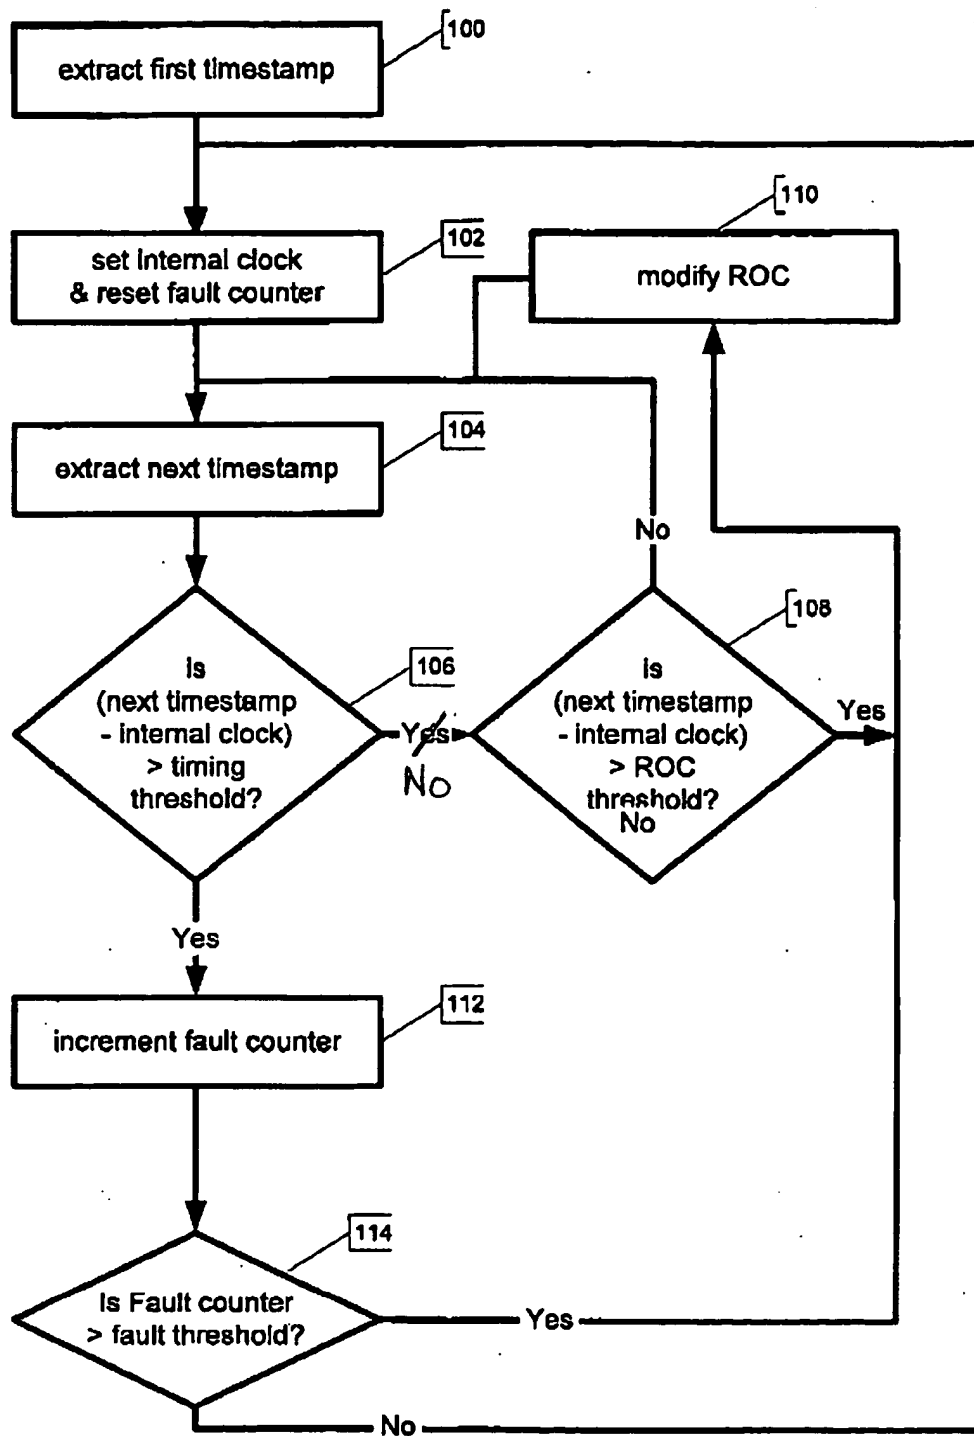 100
extract first timestamp
110
102
set internal clock
& reset fault counter
modify ROC
104
extract next timestamp
No
108
106
is
(next timestamp
- internal clock)
> timing
threshold?
Yes
No
is
(next timestamp
- internal clock)
> ROC
threshold?
No
Yes
Yes
112
increment fault counter
114
Is Fault counter
> fault threshold?
Yes
No